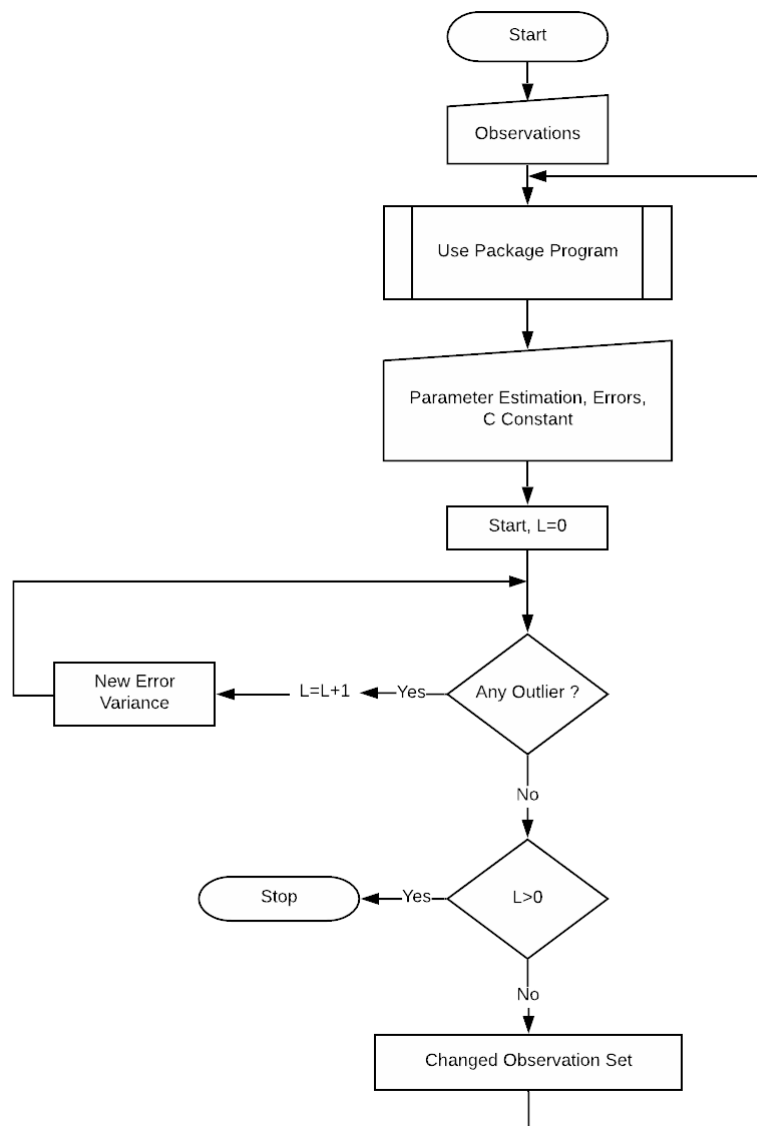 Start
Observations
Use Package Program
Parameter Estimation, Errors,
C Constant
Start, L=0
Any Outlier ?
Yes
L=L+1
New Error
Variance
No
L>0
Yes
Stop
No
Changed Observation Set